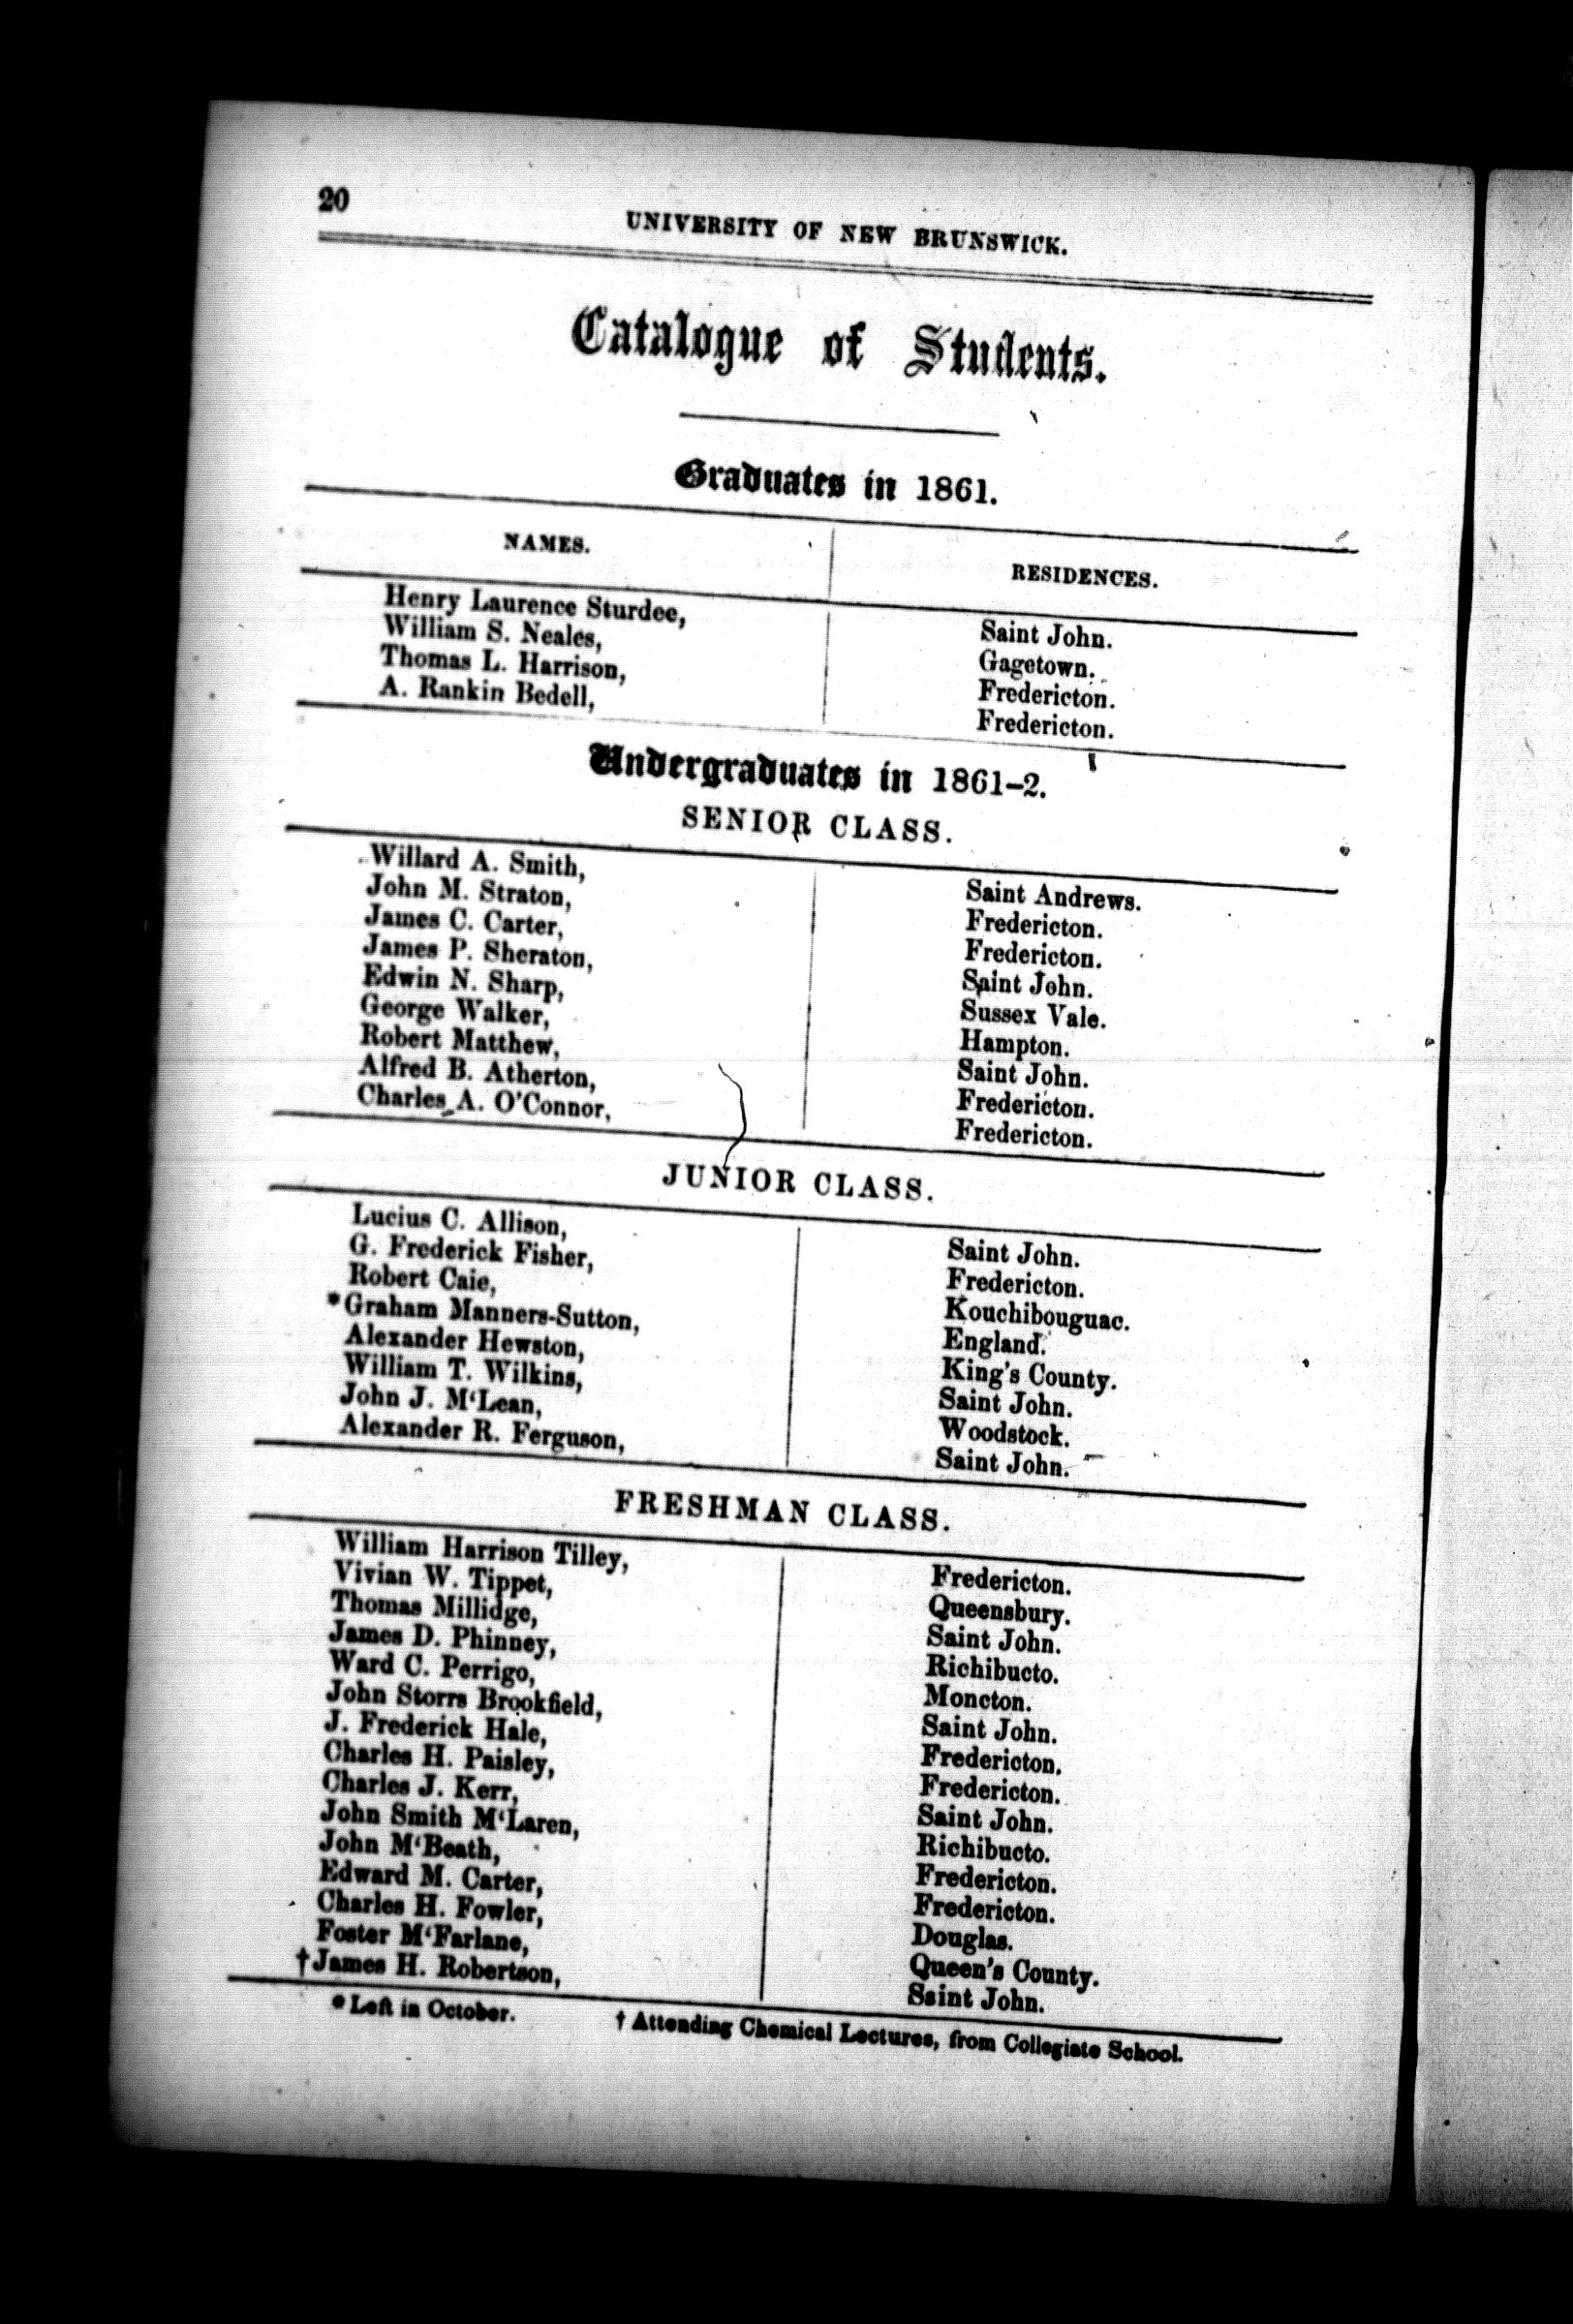 20
UNIVERSITY OF NEW BRUNSWICK.
Catalogue of Students.
Graduates in 1861.
NAMES. RESIDENCES.
Henry Laurence Sturdee, Saint John.
William S. Neales, Gagetown.
Thomas L. Harrison, Fredericton.
A. Rankin Bedell, Fredericton.
Undergraduates in 1861-2.
SENIOR CLASS.
Willard A. Smith, Saint Andrews.
John M. Straton, Fredericton.
James C. Carter, Fredericton.
James P. Sheraton, Saint John.
Edwin N. Sharp, Sussex Vale.
George Walker, Hampton.
Robert Matthew, Saint John.
Alfred B. Atherton, Fredericton.
Charles A. O'Connor, Fredericton.
JUNIOR CLASS.
Lucius C. Allison, Saint John.
G. Frederick Fisher, Fredericton.
Robert Caie, Kouchibouguac.
*Graham Manners-Sutton, England.
Alexander Hewston, King's County.
William T. Wilkins, Saint John.
John J. M‘Lean, Woodstock.
Alexander R. Ferguson, Saint John.
FRESHMAN CLASS.
William Harrison Tilley, Fredericton.
Vivian W. Tippet, Queensbury.
Thomas Millidge, Saint John.
James D. Phinney, Richibucto.
Ward C. Perrigo, Moncton.
John Storrs Brookfield, Saint John.
J. Frederick Hale, Fredericton.
Charles H. Paisley, Fredericton.
Charles J. Kerr, Saint John.
John Smith M‘Laren, Richibucto.
John M‘Beath, Fredericton.
Edward M. Carter, Fredericton.
Charles H. Fowler, Douglas.
Foster M‘Farlane, Queen's County.
†James H. Robertson, Saint John.
* Left in October. † Attending Chemical Lectures, from Collegiate School.